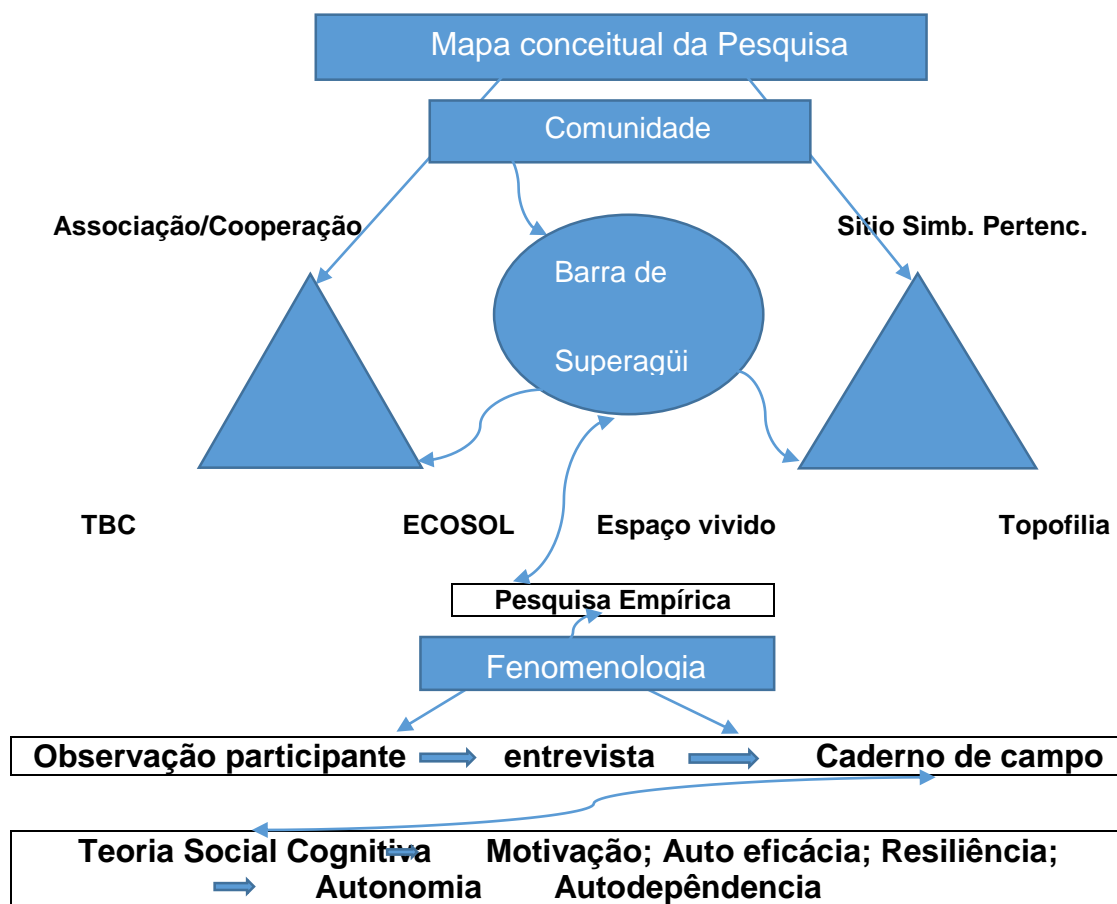 Mapa conceitual da Pesquisa
Comunidade
Associação/Cooperação
Sitio Simb. Pertenc.
Barra de
Superagüi
TBC
ECOSOL
Espaço vivido
Topofilia
Pesquisa Empírica
Fenomenologia
Observação participante entrevista Caderno de campo
Teoria Social Cognitiva Motivação; Auto eficácia; Resiliência;
Autonomia Autodepêndencia